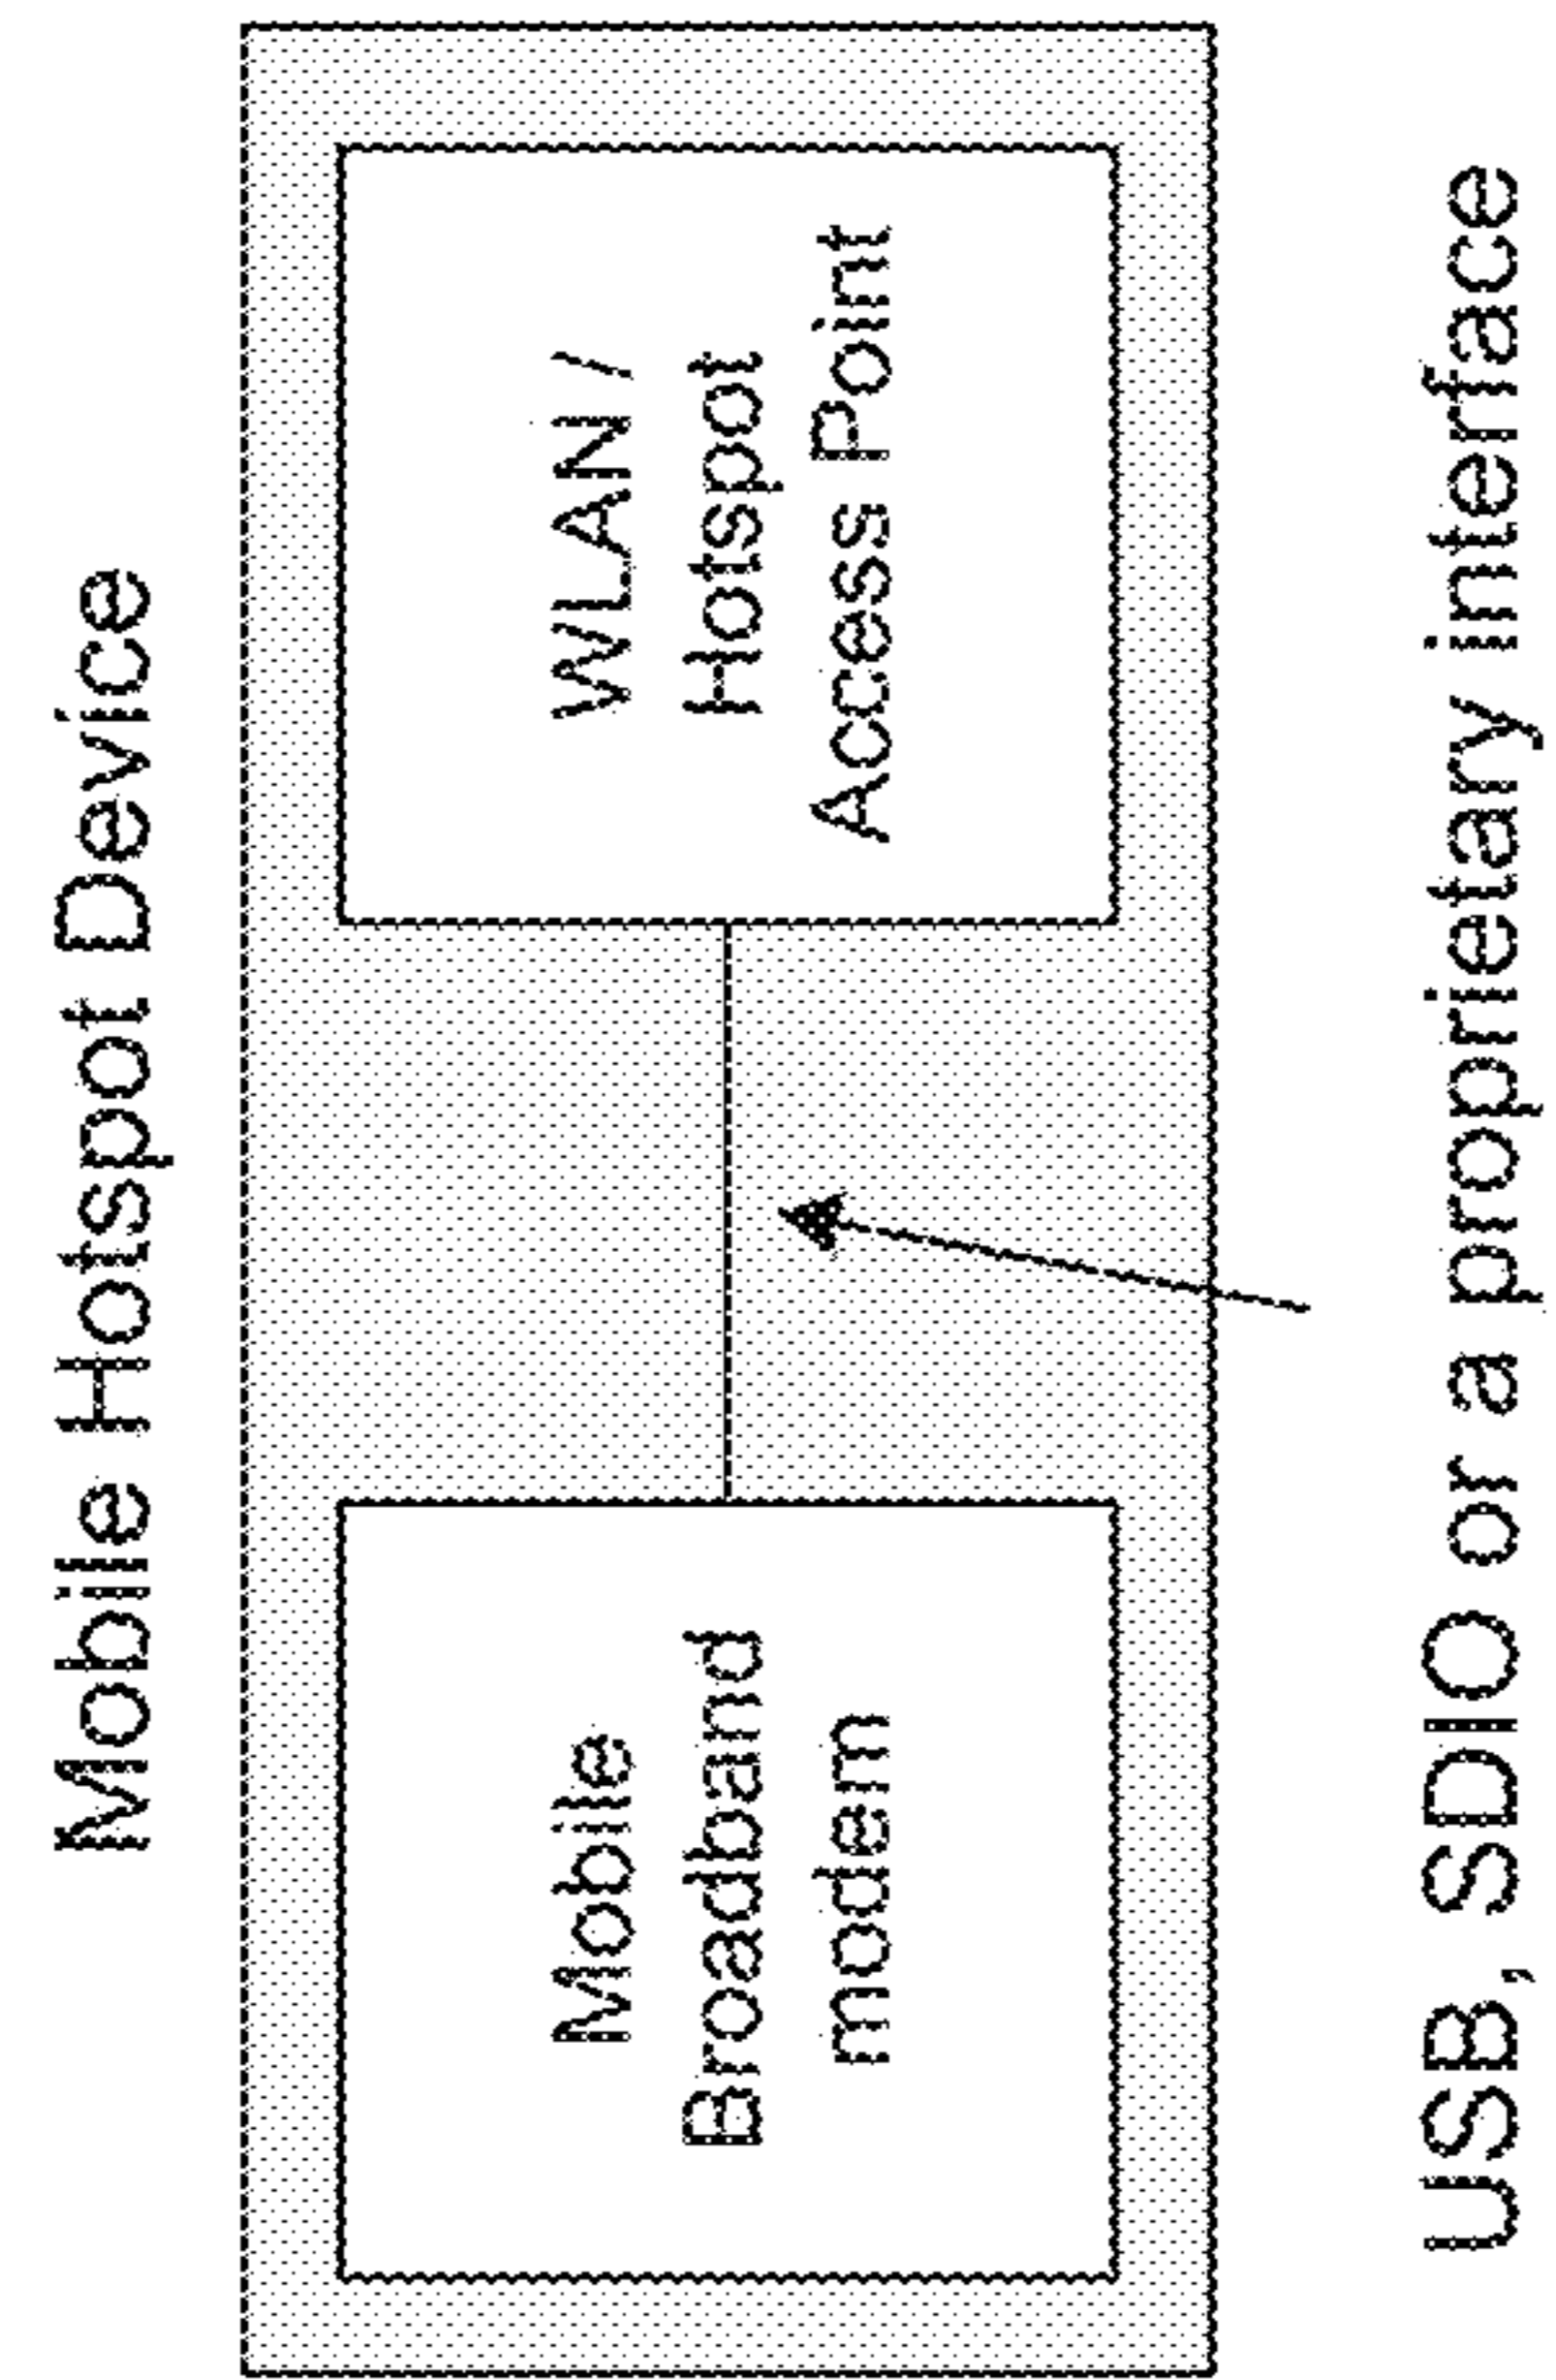 Mobile Hotspot Device
Mobile
Broadband
modem
WLAN /
Hotspot
Access Point
USB, SDIO or a proprietary interface